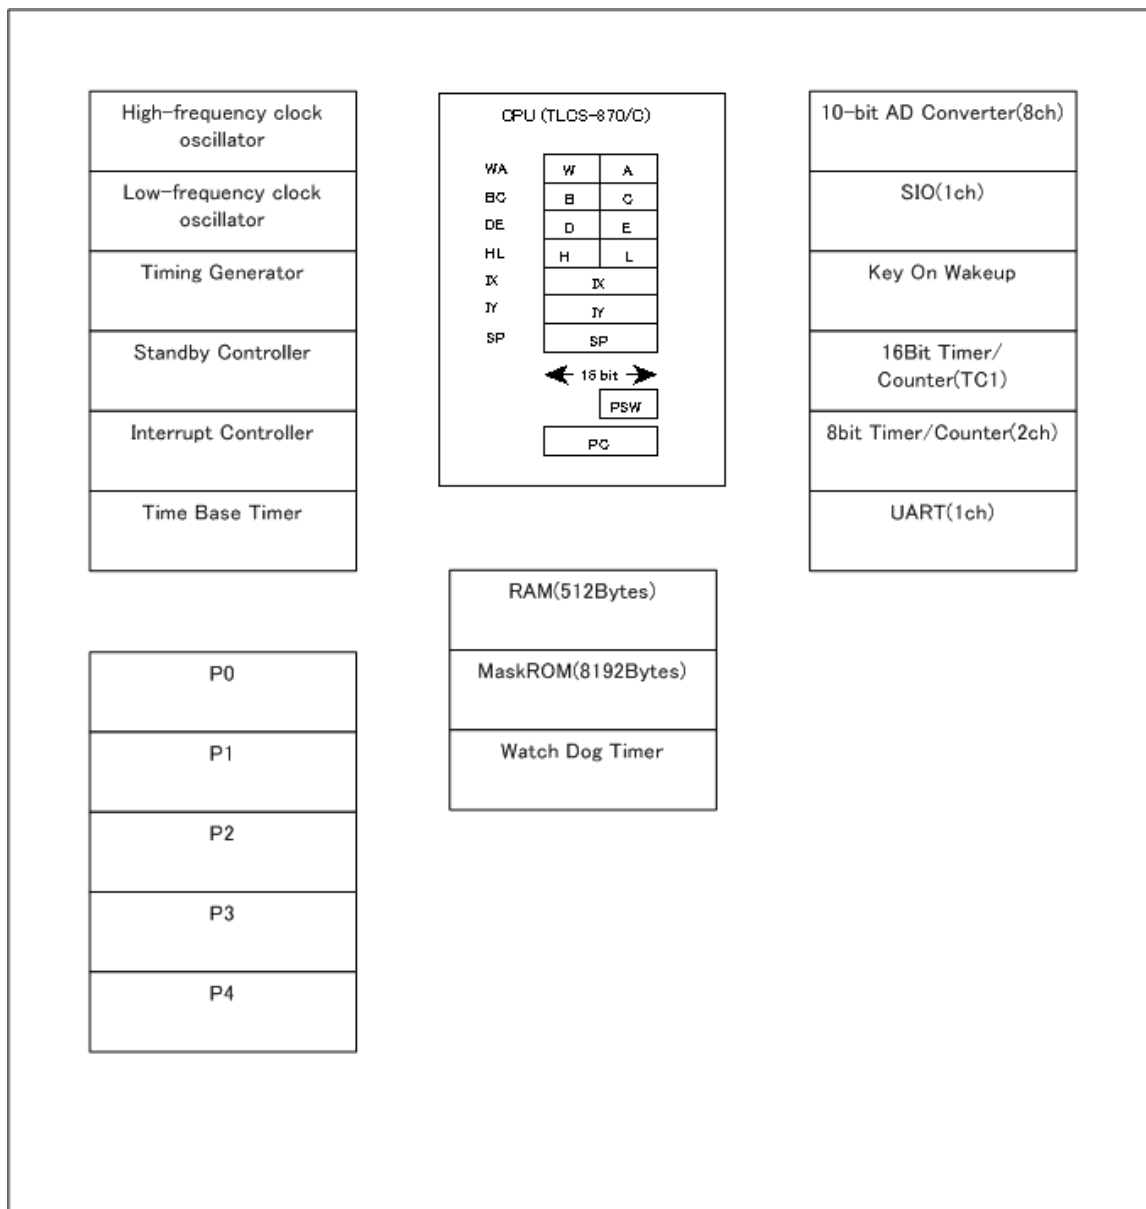 High-frequency clock
oscillator
Low-frequency clock
oscillator
Timing Generator
Standby Controller
Interrupt Controller
Time Base Timer
CPU (TLCS-870/C)
WA W A
BC B C
DE D E
HL H L
IX IX
IY IY
SP SP
16 bit
PSW
PC
10-bit AD Converter(8ch)
SIO(1ch)
Key On Wakeup
16Bit Timer/
Counter(TC1)
8bit Timer/Counter(2ch)
UART(1ch)
RAM(512Bytes)
MaskROM(8192Bytes)
Watch Dog Timer
P0
P1
P2
P3
P4